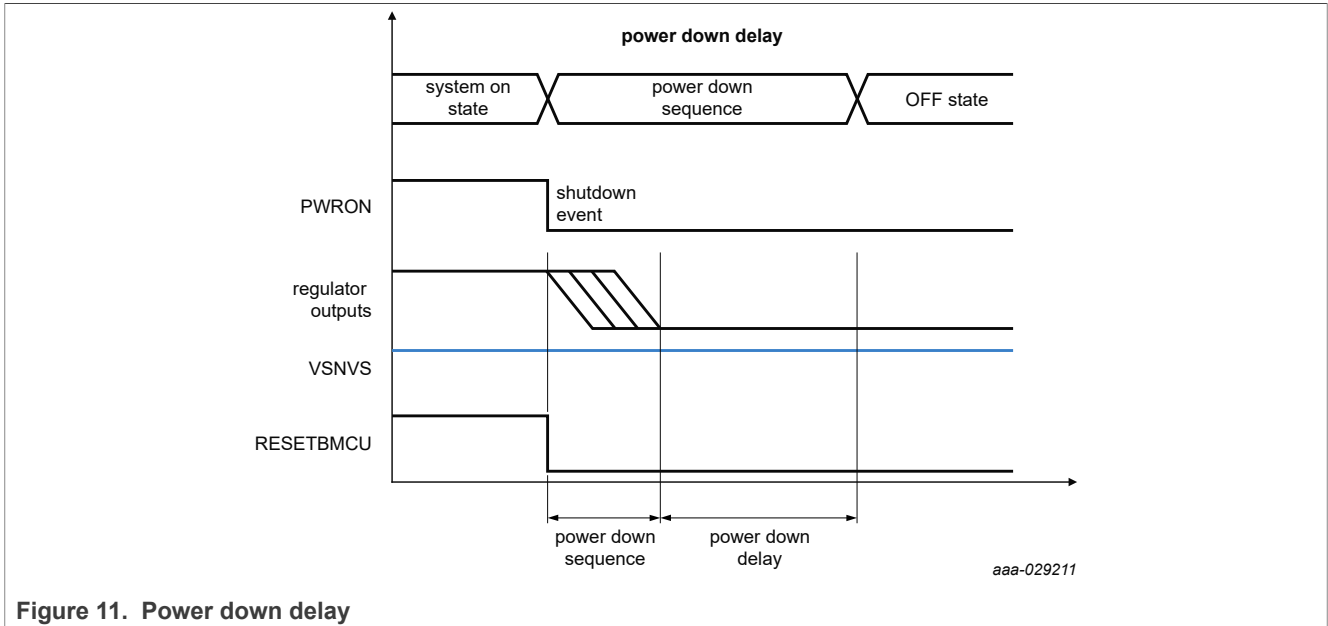 power down delay
system on
state
power down
sequence
OFF state
PWRON
shutdown
event
regulator
outputs
VSNVS
RESETBMCU
power down
sequence
power down
delay
aaa-029211
Figure 11. Power down delay